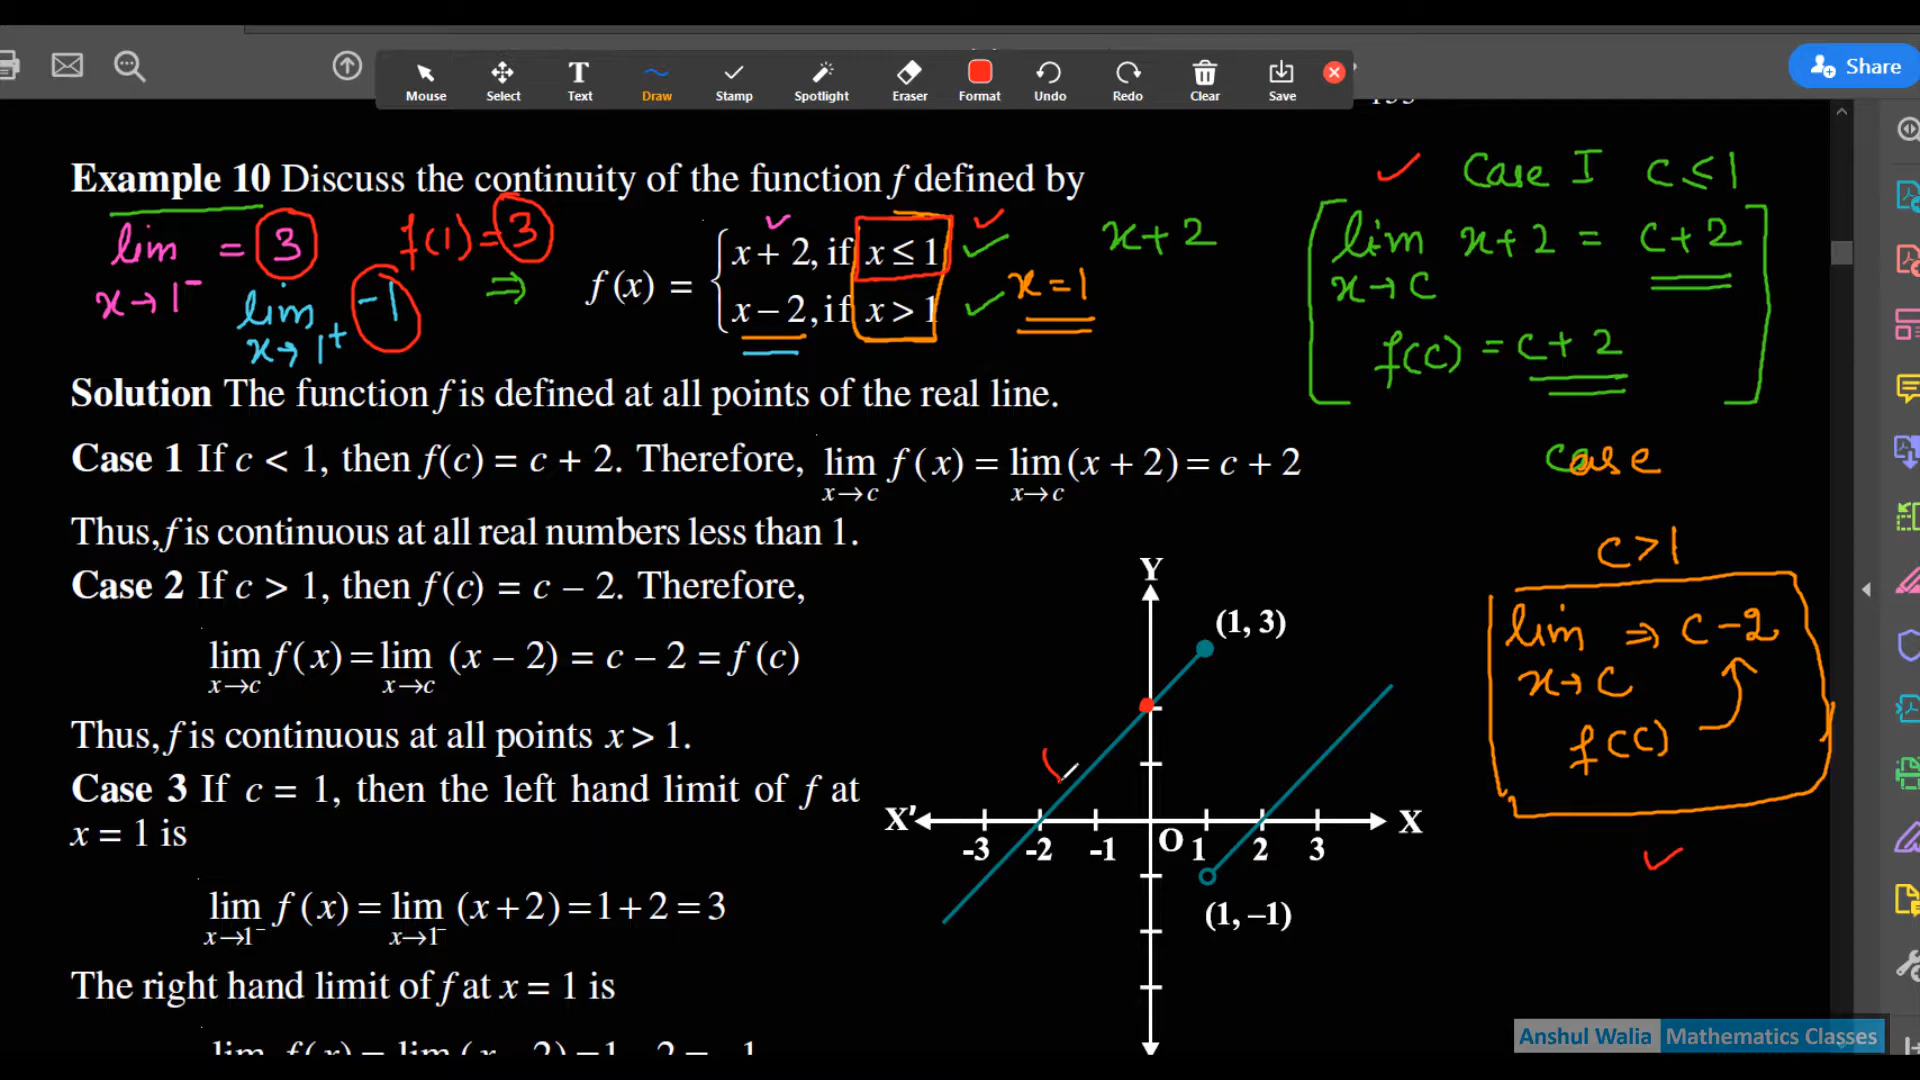 Share
Mouse Select Text Draw Stamp Spotlight Eraser Format Undo Redo Clear Save
Example 10 Discuss the continuity of the function f defined by
lim x→1⁻ = 3
f(1) = 3
lim x→1⁺ -1
⇒
f(x) = { x + 2, if x ≤ 1
x − 2, if x > 1
x = 1
x+2
Case I c ≤ 1
lim x→c x+2 = c+2
f(c) = c+2
Solution The function f is defined at all points of the real line.
Case 1 If c < 1, then f(c) = c + 2. Therefore, lim x→c f(x) = lim x→c (x + 2) = c + 2
Thus, f is continuous at all real numbers less than 1.
Case 2 If c > 1, then f(c) = c – 2. Therefore,
lim x→c f(x) = lim x→c (x − 2) = c − 2 = f(c)
Thus, f is continuous at all points x > 1.
Case 3 If c = 1, then the left hand limit of f at
x = 1 is
lim x→1⁻ f(x) = lim x→1⁻ (x + 2) = 1 + 2 = 3
The right hand limit of f at x = 1 is
case
c > 1
lim x→c ⇒ c-2
f(c)
Y
(1, 3)
X′ X
-3 -2 -1 O 1 2 3
(1, –1)
Anshul Walia Mathematics Classes